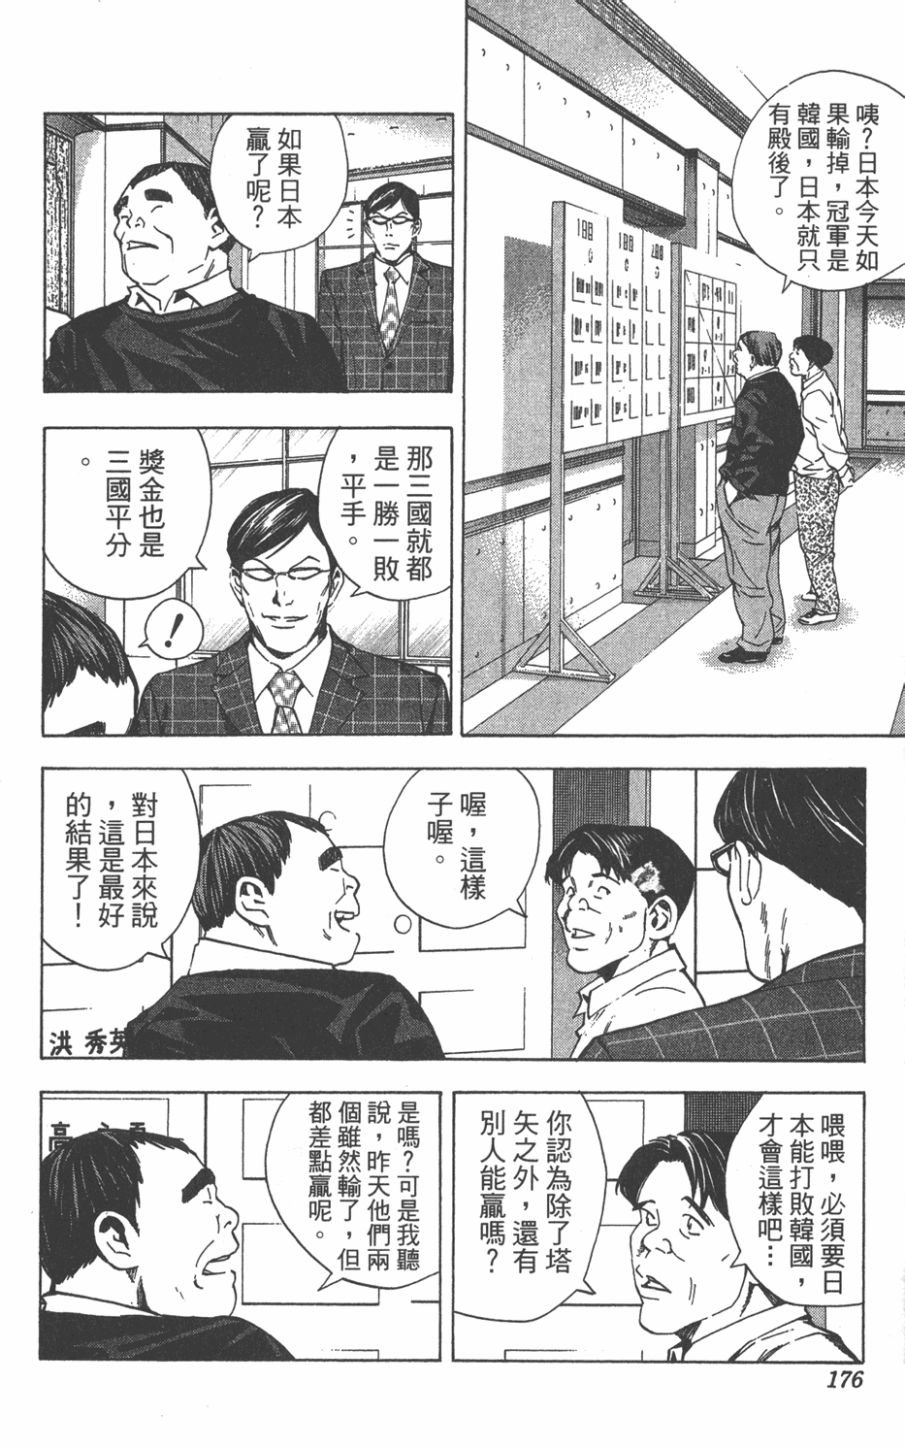 咦？日本今天如
果輸掉，冠軍是
韓國，日本就只
有殿後了。
如果日本
贏了呢？
那三國就都
是一勝一敗
，平手。
獎金也是
三國平分
。
！
喔，這樣
子喔。
對日本來說
，這是最好
的結果了！
洪秀英
喂喂，必須要日
本能打敗韓國，
才會這樣吧…
你認為除了塔
矢之外，還有
別人能贏嗎？
是嗎？可是我聽
說，昨天他們兩
個雖然輸了，但
都差點贏呢。
高
176